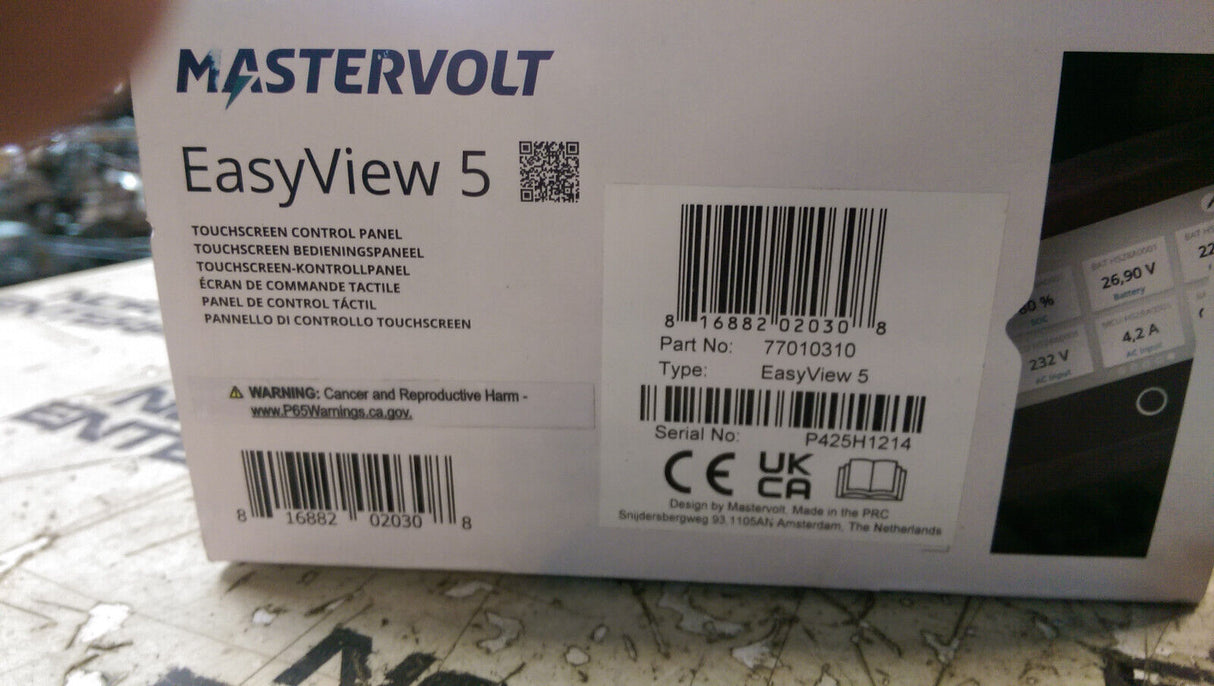 MASTERVOLT
EasyView 5
TOUCHSCREEN CONTROL PANEL
TOUCHSCREEN BEDIENINGSPANEEL
TOUCHSCREEN-KONTROLLPANEL
ÉCRAN DE COMMANDE TACTILE
PANEL DE CONTROL TÁCTIL
PANNELLO DI CONTROLLO TOUCHSCREEN
WARNING: Cancer and Reproductive Harm -
www.P65Warnings.ca.gov.
8 16882 02030 8
8 16882 02030 8
Part No: 77010310
Type: EasyView 5
Serial No: P425H1214
CE UK
CA
Design by Mastervolt, Made in the PRC
Snijdersbergweg 93,1105AN Amsterdam, The Netherlands
26,90 V
Battery
60 %
SOC
4,2 A
AC Input
232 V
AC Input